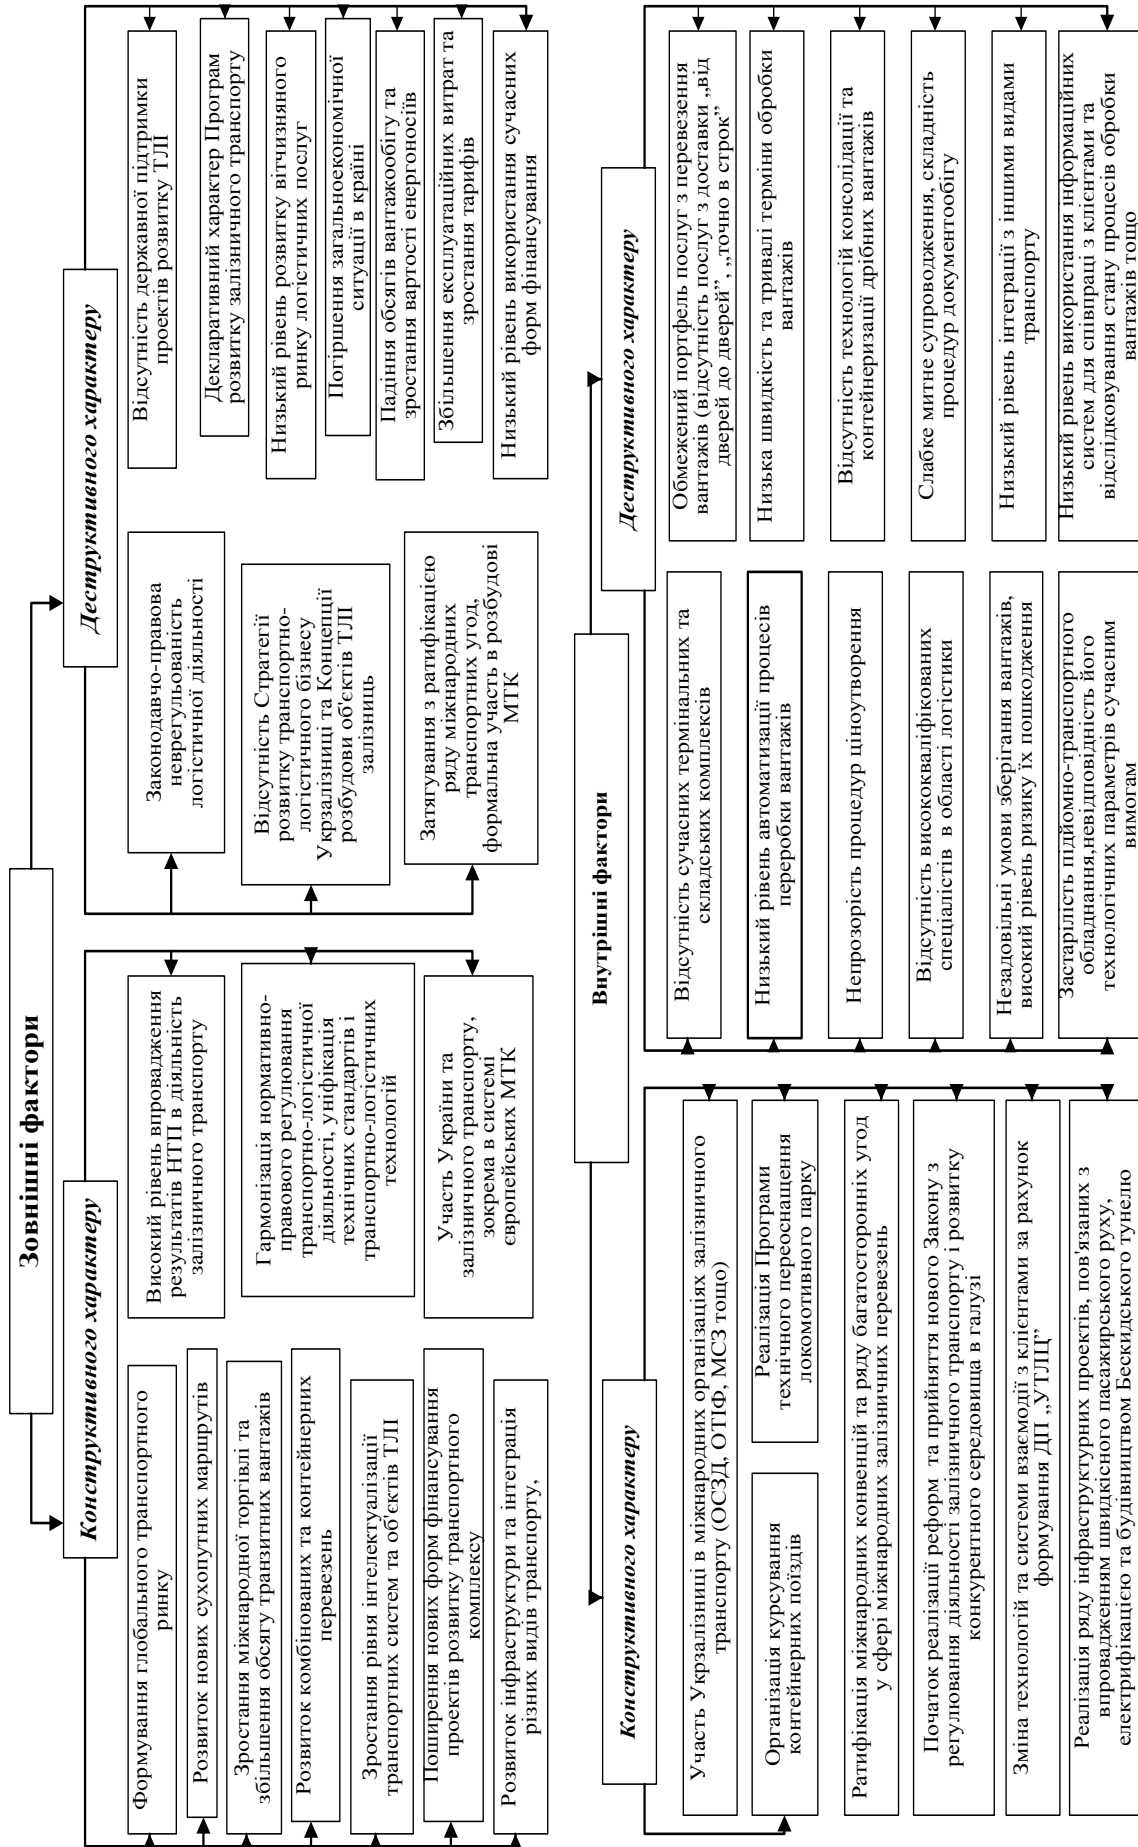 Зовнішні фактори
Конструктивного характеру
Формування глобального транспортного
ринку
Розвиток нових сухопутних маршрутів
Зростання міжнародної торгівлі та
збільшення обсягу транзитних вантажів
Розвиток комбінованих та контейнерних
перевезень
Зростання рівня інтелектуалізації
транспортних систем та об'єктів ТЛІ
Поширення нових форм фінансування
проектів розвитку транспортного
комплексу
Розвиток інфраструктури та інтеграція
різних видів транспорту,
Високий рівень впровадження
результатів НТП в діяльність
залізничного транспорту
Гармонізація нормативно-
правового регулювання
транспортно-логістичної
діяльності, уніфікація
технічних стандартів і
транспортно-логістичних
технологій
Участь України та
залізничного транспорту,
зокрема в системі
європейських МТК
Деструктивного характеру
Законодавчо-правова
неврегульованість
логістичної діяльності
Відсутність Стратегії
розвитку транспортно-
логістичного бізнесу
Укрзалізниці та Концепції
розбудови об'єктів ТЛІ
залізниць
Затягування з ратифікацією
ряду міжнародних
транспортних угод,
формальна участь в розбудові
МТК
Відсутність державної підтримки
проектів розвитку ТЛІ
Декларативний характер Програм
розвитку залізничного транспорту
Низький рівень розвитку вітчизняного
ринку логістичних послуг
Погіршення загальноекономічної
ситуації в країні
Падіння обсягів вантажообігу та
зростання вартості енергоносіїв
Збільшення експлуатаційних витрат та
зростання тарифів
Низький рівень використання сучасних
форм фінансування
Внутрішні фактори
Конструктивного характеру
Участь Укрзалізниці в міжнародних організаціях залізничного
транспорту (ОСЗД, ОТІФ, МСЗ тощо)
Організація курсування
контейнерних поїздів
Реалізація Програми
технічного переоснащення
локомотивного парку
Ратифікація міжнародних конвенцій та ряду багатосторонніх угод
у сфері міжнародних залізничних перевезень
Початок реалізації реформ та прийняття нового Закону з
регулювання діяльності залізничного транспорту і розвитку
конкурентного середовища в галузі
Зміна технологій та системи взаємодії з клієнтами за рахунок
формування ДП „УТЛЦ”
Реалізація ряду інфраструктурних проектів, пов'язаних з
впровадженням швидкісного пасажирського руху,
електрифікацією та будівництвом Бескидського тунелю
Деструктивного характеру
Відсутність сучасних термінальних та
складських комплексів
Низький рівень автоматизації процесів
переробки вантажів
Непрозорість процедур ціноутворення
Відсутність висококваліфікованих
спеціалістів в області логістики
Незадовільні умови зберігання вантажів,
високий рівень ризику їх пошкодження
Застарілість підйомно-транспортного
обладнання,невідповідність його
технологічних параметрів сучасним
вимогам
Обмежений портфель послуг з перевезення
вантажів (відсутність послуг з доставки „від
дверей до дверей”, „точно в строк”
Низька швидкість та тривалі терміни обробки
вантажів
Відсутність технологій консолідації та
контейнеризації дрібних вантажів
Слабке митне супроводження, складність
процедур документообігу
Низький рівень інтеграції з іншими видами
транспорту
Низький рівень використання інформаційних
систем для співпраці з клієнтами та
відслідковування стану процесів обробки
вантажів тощо